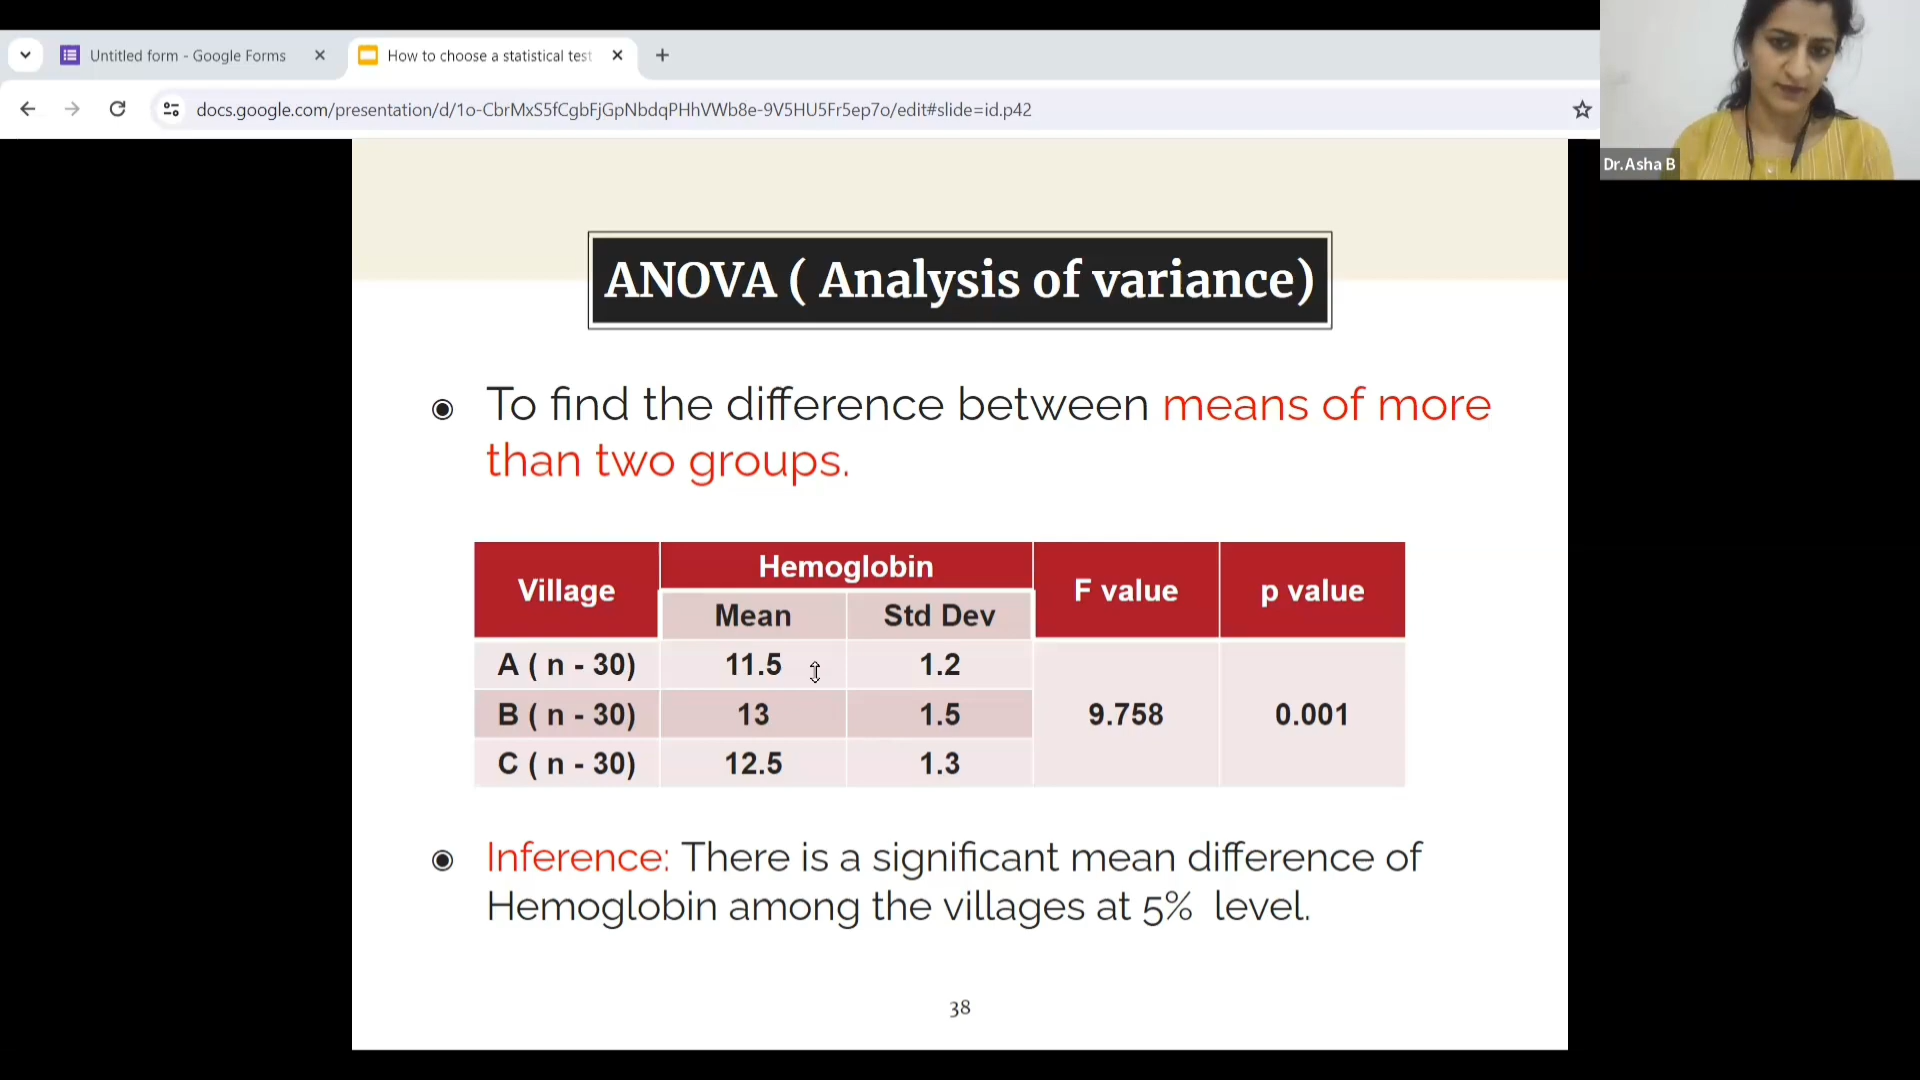 Untitled form - Google Forms
How to choose a statistical test
docs.google.com/presentation/d/1o-CbrMxS5fCgbFjGpNbdqPHhVWb8e-9V5HU5Fr5ep7o/edit#slide=id.p42
Dr.Asha B
ANOVA ( Analysis of variance)
To find the difference between means of more
than two groups.
Village Hemoglobin F value p value
Mean Std Dev
A ( n - 30) 11.5 1.2
B ( n - 30) 13 1.5 9.758 0.001
C ( n - 30) 12.5 1.3
Inference: There is a significant mean difference of
Hemoglobin among the villages at 5% level.
38